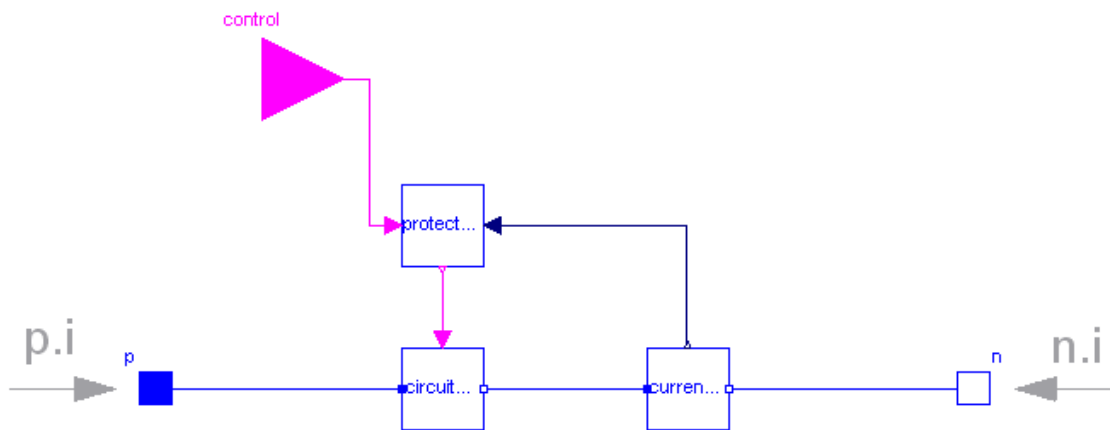 control
protect...
p.i
n.i
p
n
circuit...
curren...